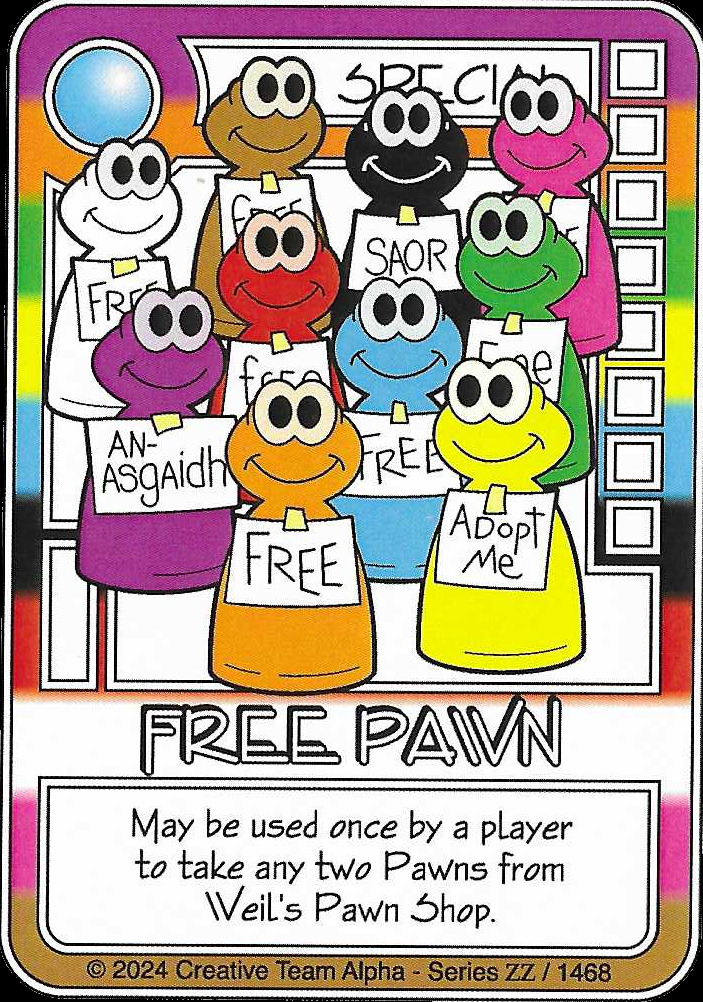 SPECIAL
FREE
SAOR
FREE
free
Free
AN-
ASgAidh
FREE
ADopT
Me
FREE
FREE PAWN
May be used once by a player
to take any two Pawns from
Weil's Pawn Shop.
© 2024 Creative Team Alpha - Series ZZ / 1468